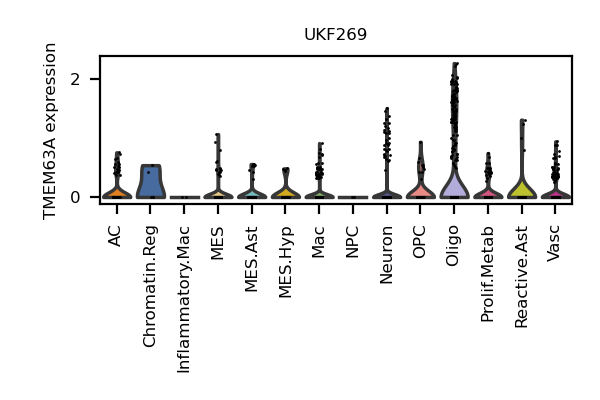 UKF269
TMEM63A expression
2
0
AC
Chromatin.Reg
Inflammatory.Mac
MES
MES.Ast
MES.Hyp
Mac
NPC
Neuron
OPC
Oligo
Prolif.Metab
Reactive.Ast
Vasc